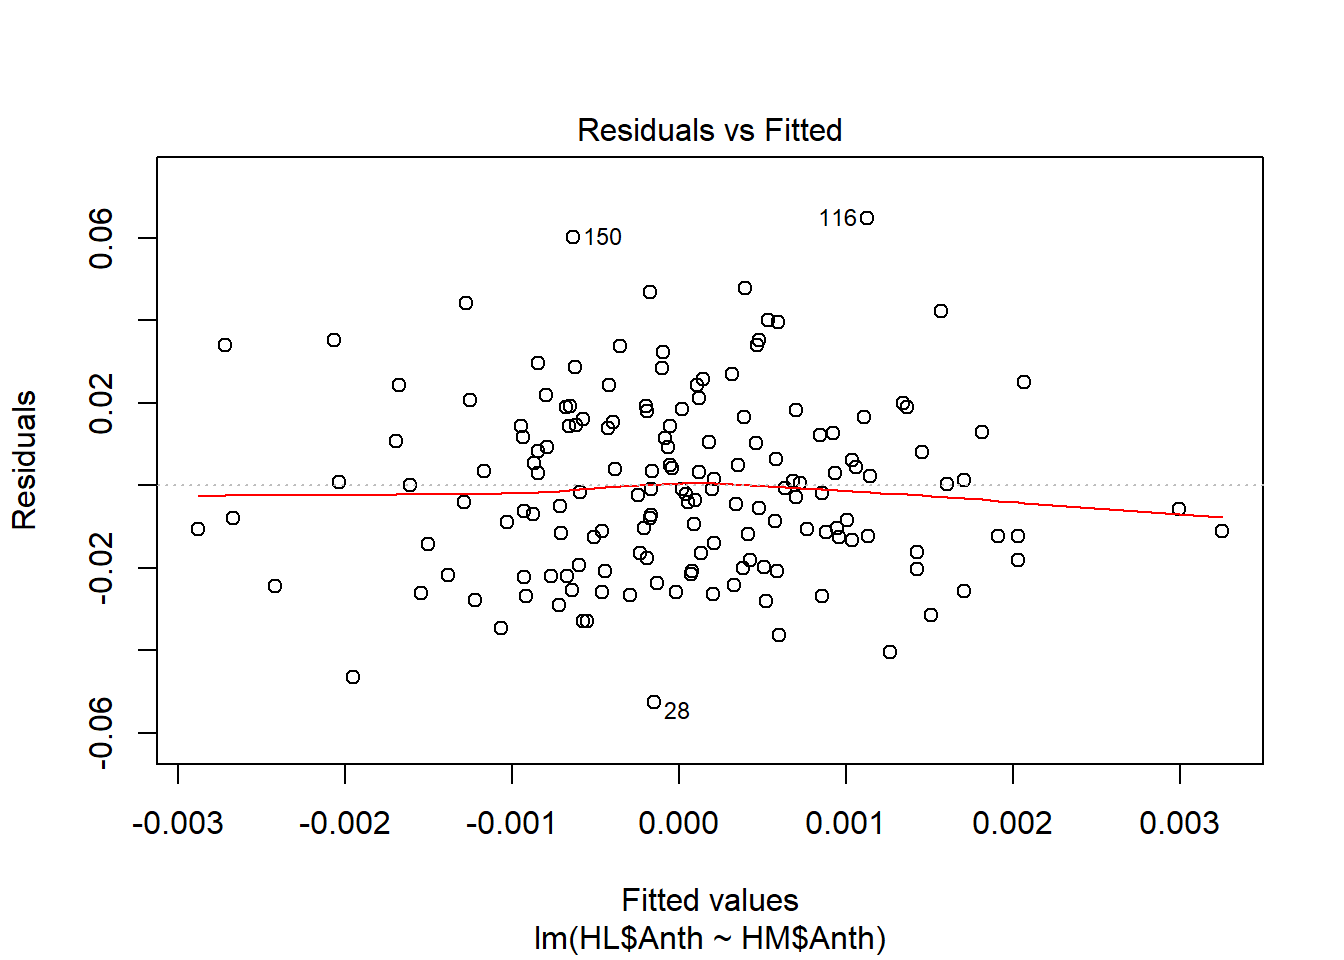 Residuals vs Fitted
Residuals
0.06
0.02
-0.02
-0.06
150
116
28
-0.003 -0.002 -0.001 0.000 0.001 0.002 0.003
Fitted values
lm(HL$Anth ~ HM$Anth)